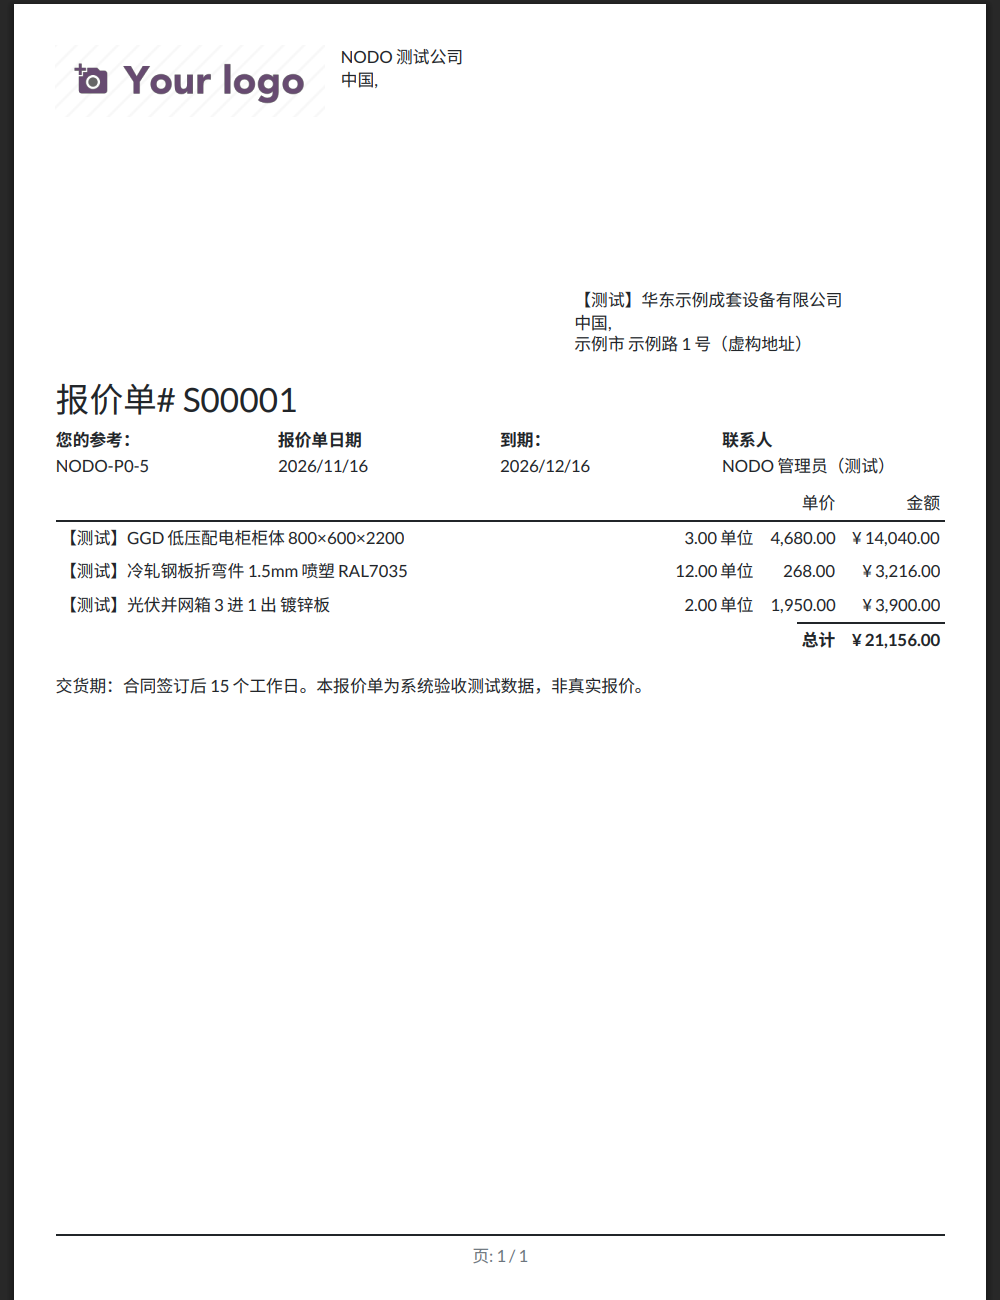 Your logo
NODO 测试公司
中国,
【测试】华东示例成套设备有限公司
中国,
示例市 示例路 1 号（虚构地址）
报价单# S00001
您的参考： 报价单日期 到期： 联系人
NODO-P0-5 2026/11/16 2026/12/16 NODO 管理员（测试）
单价 金额
【测试】GGD 低压配电柜柜体 800×600×2200 3.00 单位 4,680.00 ¥ 14,040.00
【测试】冷轧钢板折弯件 1.5mm 喷塑 RAL7035 12.00 单位 268.00 ¥ 3,216.00
【测试】光伏并网箱 3 进 1 出 镀锌板 2.00 单位 1,950.00 ¥ 3,900.00
总计 ¥ 21,156.00
交货期：合同签订后 15 个工作日。本报价单为系统验收测试数据，非真实报价。
页: 1 / 1